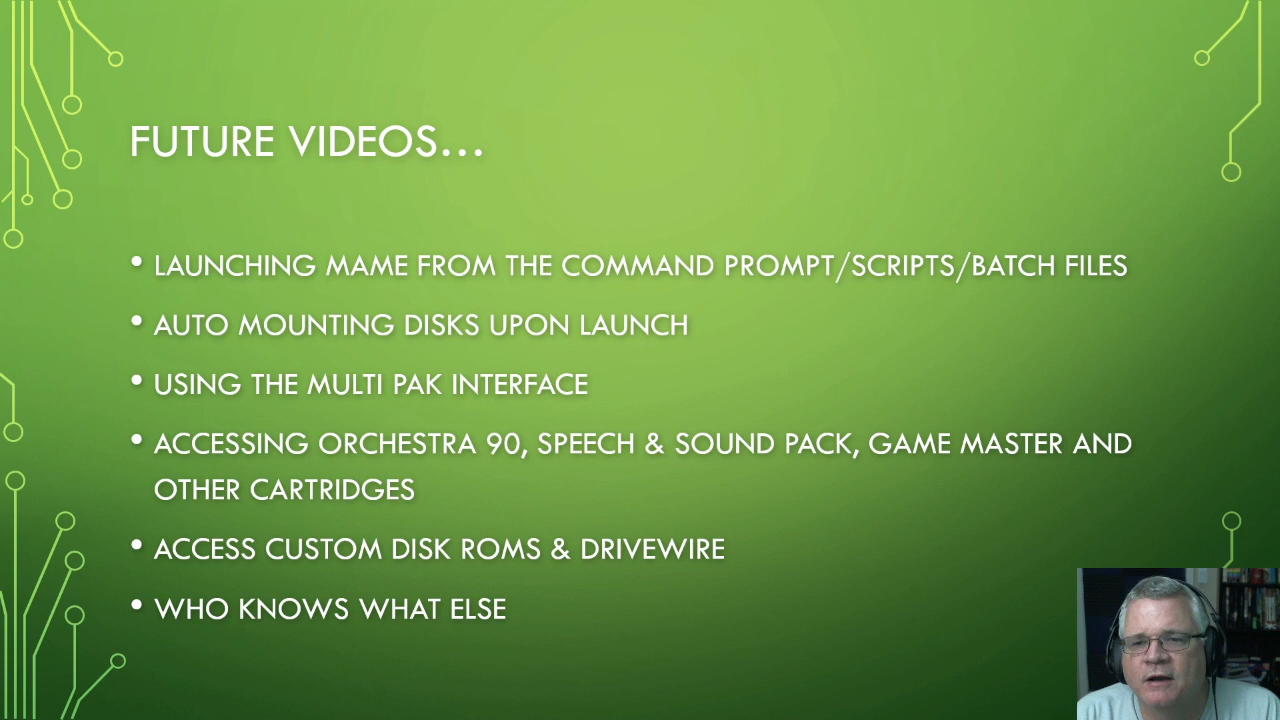 FUTURE VIDEOS...
• LAUNCHING MAME FROM THE COMMAND PROMPT/SCRIPTS/BATCH FILES
• AUTO MOUNTING DISKS UPON LAUNCH
• USING THE MULTI PAK INTERFACE
• ACCESSING ORCHESTRA 90, SPEECH & SOUND PACK, GAME MASTER AND
OTHER CARTRIDGES
• ACCESS CUSTOM DISK ROMS & DRIVEWIRE
• WHO KNOWS WHAT ELSE